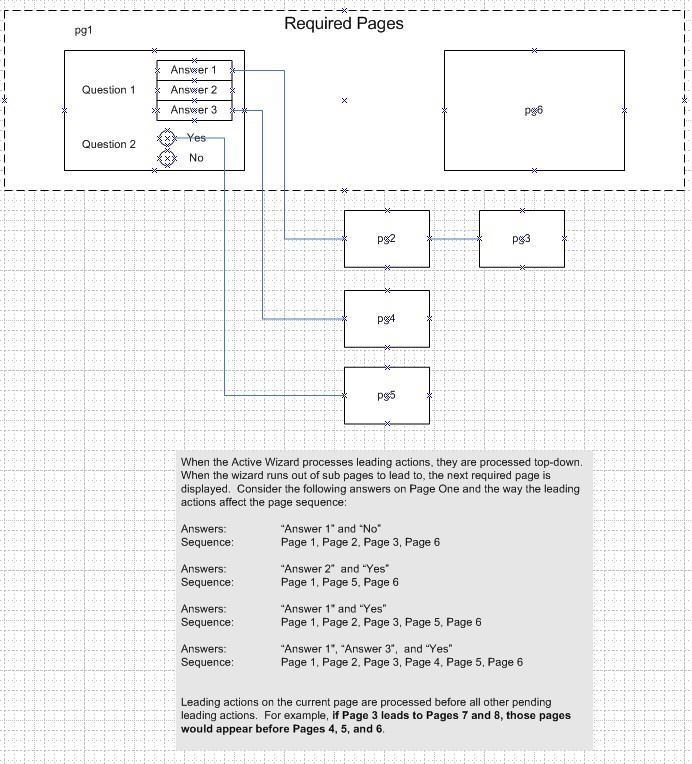 Required Pages
pg1
Question 1
Answer 1
Answer 2
Answer 3
Question 2
Yes
No
pg6
pg2
pg3
pg4
pg5
When the Active Wizard processes leading actions, they are processed top-down.
When the wizard runs out of sub pages to lead to, the next required page is
displayed. Consider the following answers on Page One and the way the leading
actions affect the page sequence:
Answers: “Answer 1” and “No”
Sequence: Page 1, Page 2, Page 3, Page 6
Answers: “Answer 2” and “Yes”
Sequence: Page 1, Page 5, Page 6
Answers: “Answer 1” and “Yes”
Sequence: Page 1, Page 2, Page 3, Page 5, Page 6
Answers: “Answer 1”, “Answer 3”, and “Yes”
Sequence: Page 1, Page 2, Page 3, Page 4, Page 5, Page 6
Leading actions on the current page are processed before all other pending
leading actions. For example, if Page 3 leads to Pages 7 and 8, those pages
would appear before Pages 4, 5, and 6.